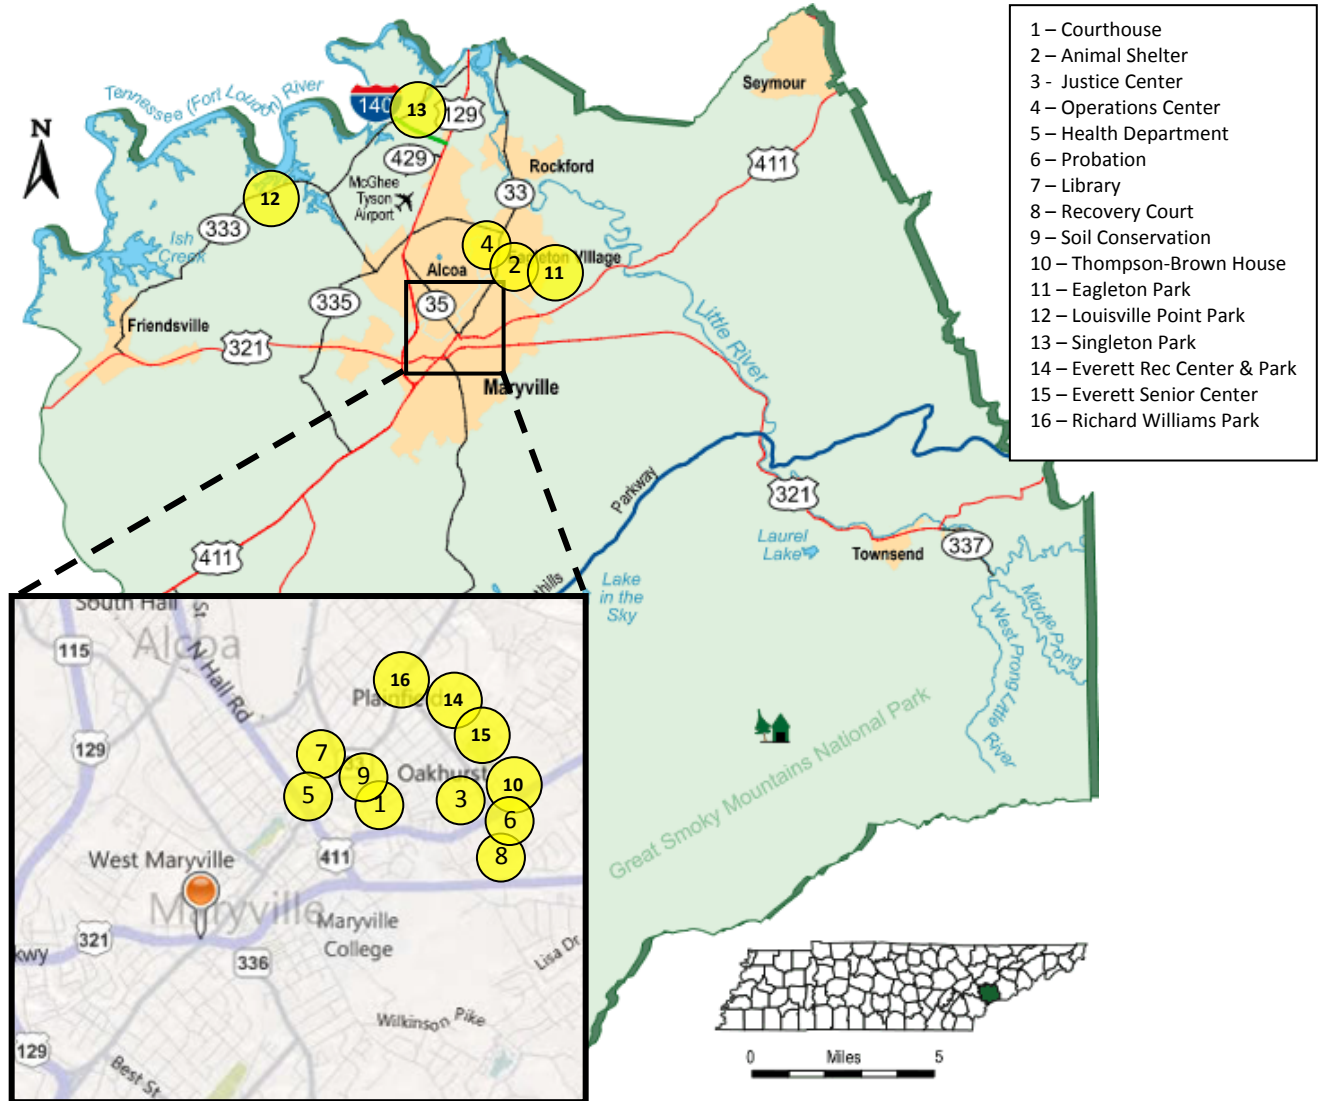 1 – Courthouse
2 – Animal Shelter
3 - Justice Center
4 – Operations Center
5 – Health Department
6 – Probation
7 – Library
8 – Recovery Court
9 – Soil Conservation
10 – Thompson-Brown House
11 – Eagleton Park
12 – Louisville Point Park
13 – Singleton Park
14 – Everett Rec Center & Park
15 – Everett Senior Center
16 – Richard Williams Park
Tennessee (Fort Loudon) River
Seymour
140
13
129
N
429
Rockford
411
McGhee
Tyson
Airport
33
12
333
Ish
Creek
4
2
11
Village
Alcoa
335
35
Friendsville
321
Little River
Maryville
Parkway
321
Laurel
Lake
Townsend
337
411
Lake
in the
Sky
Middle Prong
West Prong Little
River
Great Smoky Mountains National Park
South Hall
St
Alcoa
115
N Hall Rd
16
Plainfield
14
129
15
7
9
Oakhurst
10
5
1
3
6
8
West Maryville
411
Maryville
Maryville
College
321
kwy
336
Lisa Dr
Wilkinson Pike
129
Best St
0 Miles 5